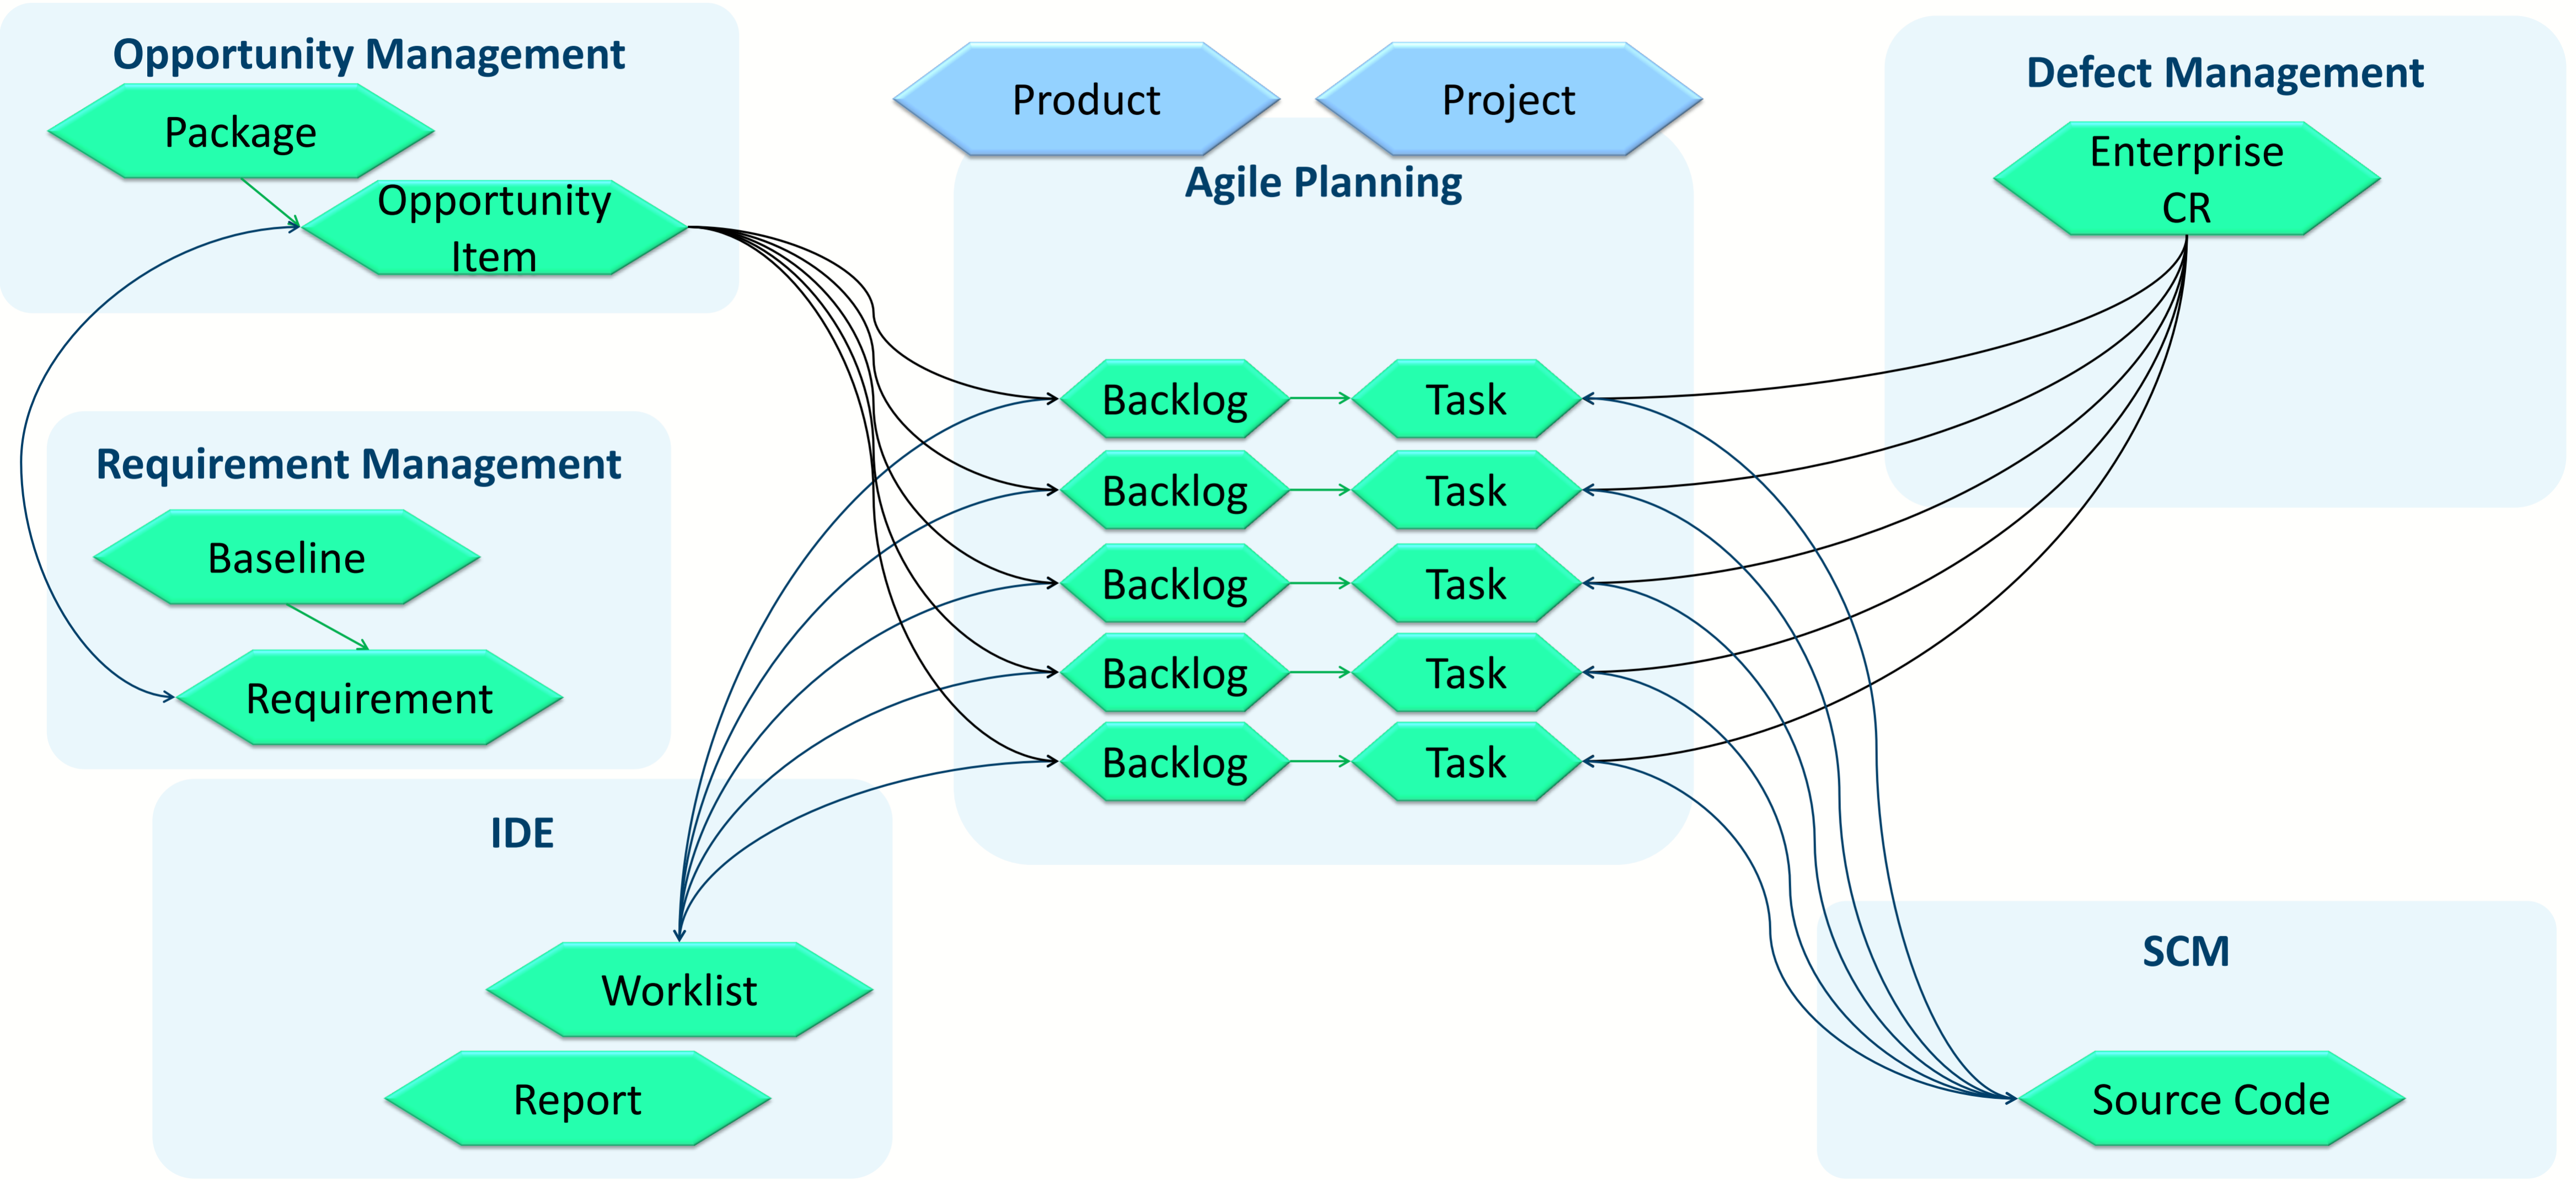 Opportunity Management
Package
Opportunity
Item
Product
Project
Agile Planning
Defect Management
Enterprise
CR
Requirement Management
Baseline
Requirement
Backlog
Task
Backlog
Task
Backlog
Task
Backlog
Task
Backlog
Task
IDE
Worklist
Report
SCM
Source Code